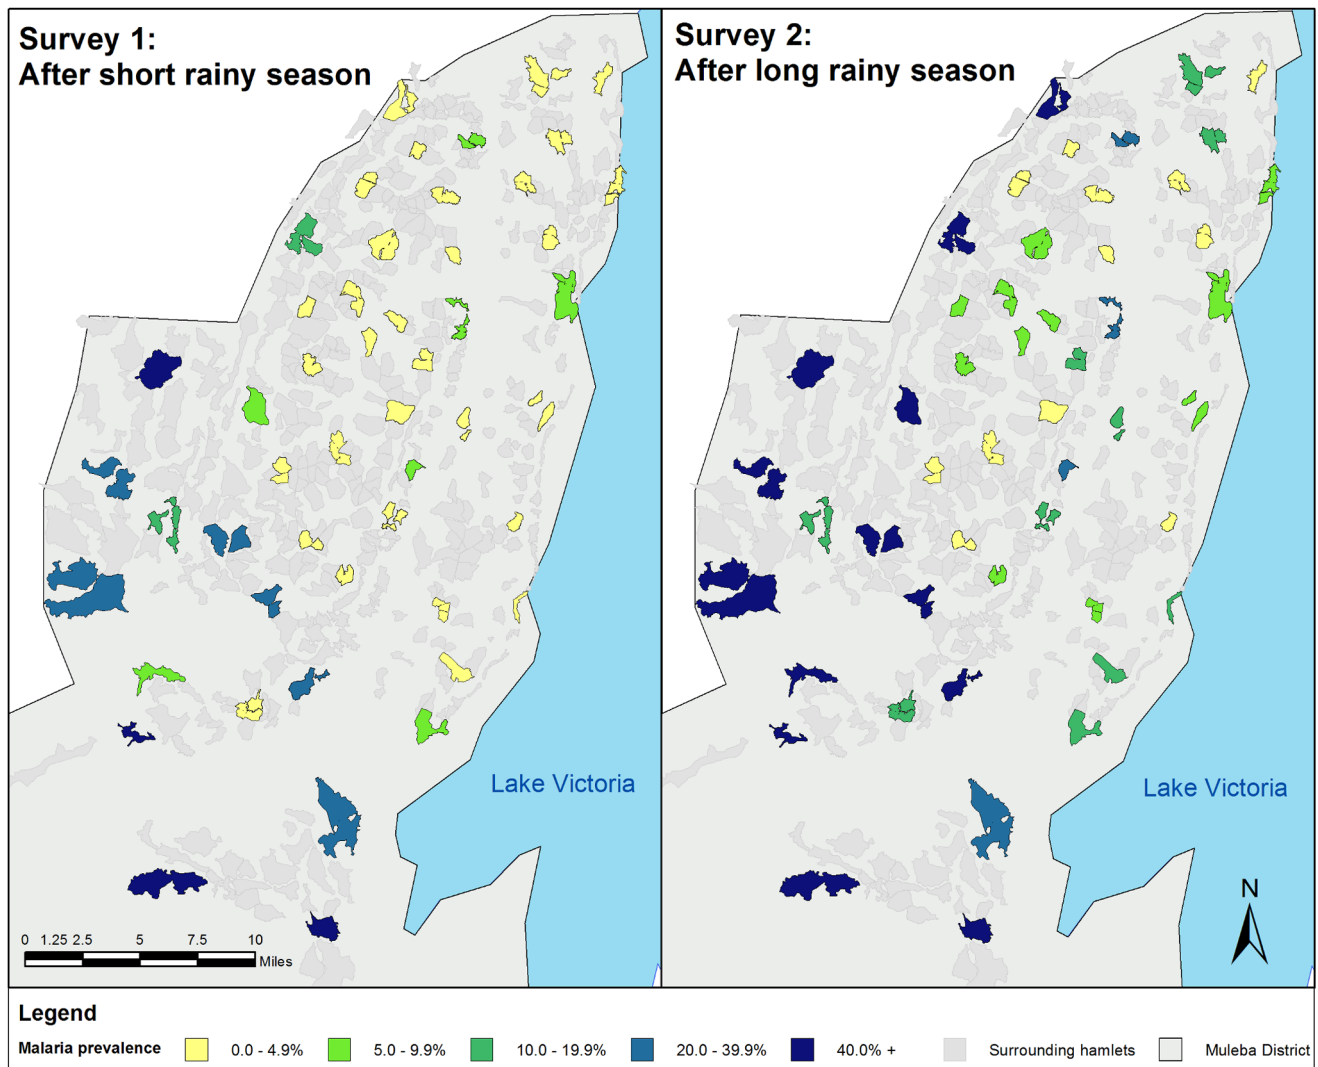 Survey 1:
After short rainy season
Survey 2:
After long rainy season
Lake Victoria
Lake Victoria
N
0 1.25 2.5 5 7.5 10
Miles
Legend
Malaria prevalence 0.0 - 4.9% 5.0 - 9.9% 10.0 - 19.9% 20.0 - 39.9% 40.0% + Surrounding hamlets Muleba District